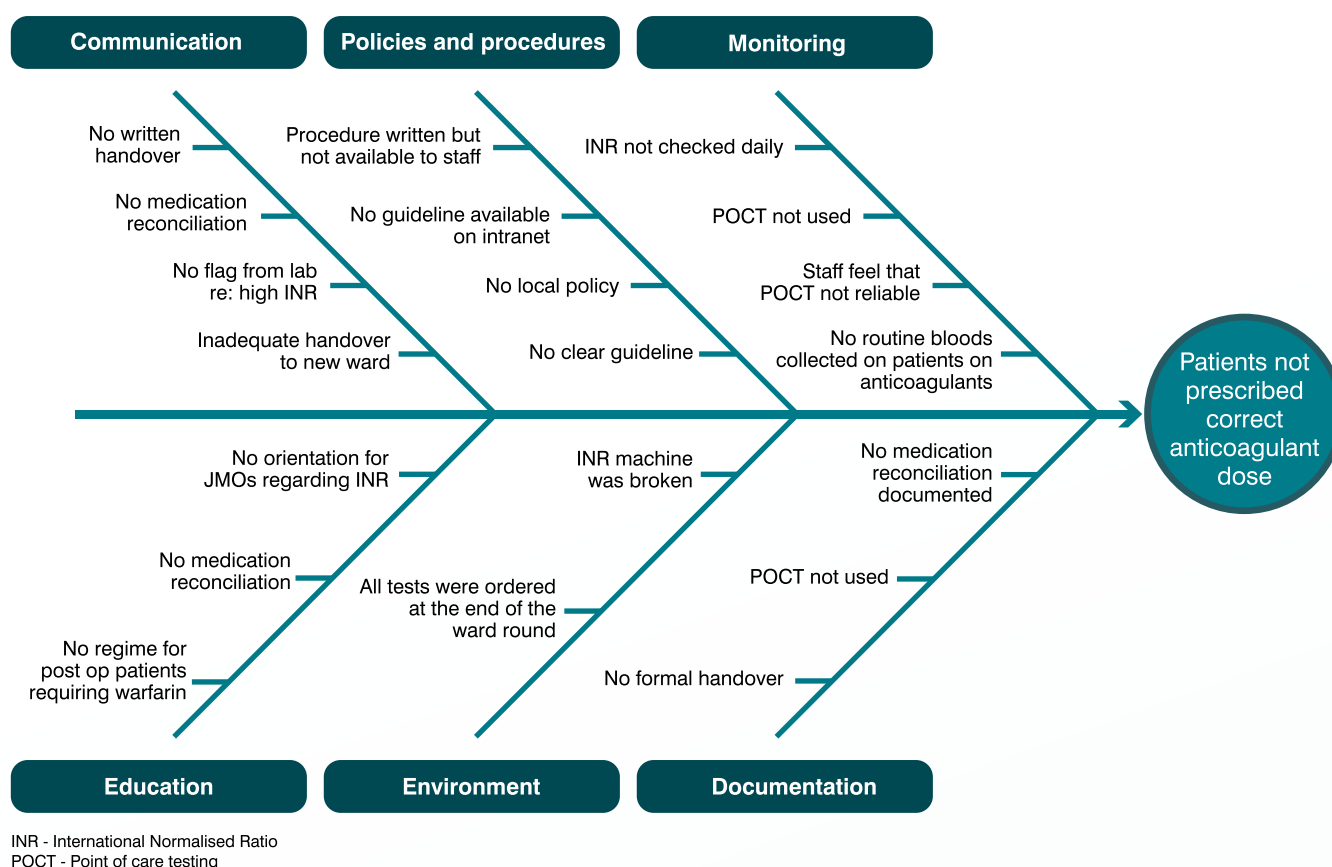 Communication
Policies and procedures
Monitoring
No written
handover
No medication
reconciliation
No flag from lab
re: high INR
Inadequate handover
to new ward
Procedure written but
not available to staff
No guideline available
on intranet
No local policy
No clear guideline
INR not checked daily
POCT not used
Staff feel that
POCT not reliable
No routine bloods
collected on patients on
anticoagulants
Patients not
prescribed
correct
anticoagulant
dose
No orientation for
JMOs regarding INR
No medication
reconciliation
No regime for
post op patients
requiring warfarin
INR machine
was broken
All tests were ordered
at the end of the
ward round
No medication
reconciliation
documented
POCT not used
No formal handover
Education
Environment
Documentation
INR - International Normalised Ratio
POCT - Point of care testing